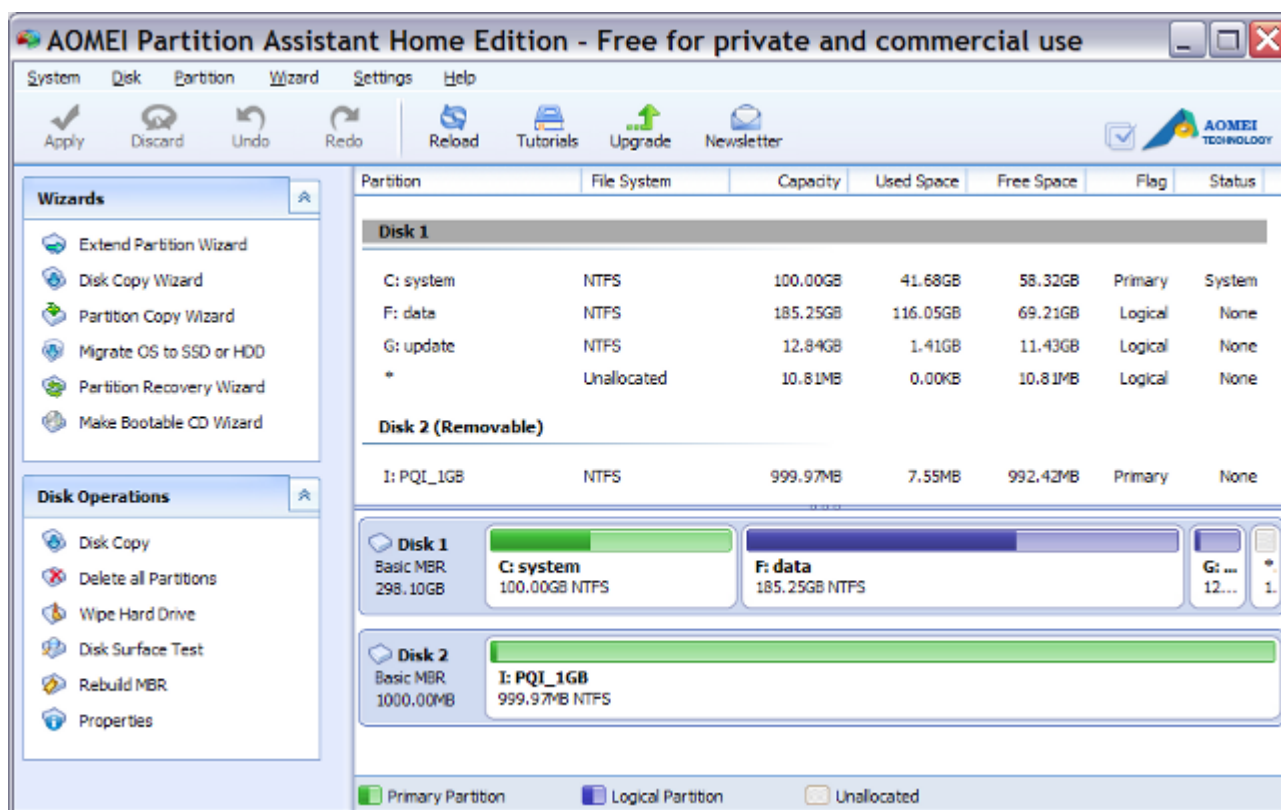 AOMEI Partition Assistant Home Edition - Free for private and commercial use
System Disk Partition Wizard Settings Help
Apply Discard Undo Redo Reload Tutorials Upgrade Newsletter
AOMEI
TECHNOLOGY
Wizards
Extend Partition Wizard
Disk Copy Wizard
Partition Copy Wizard
Migrate OS to SSD or HDD
Partition Recovery Wizard
Make Bootable CD Wizard
Disk Operations
Disk Copy
Delete all Partitions
Wipe Hard Drive
Disk Surface Test
Rebuild MBR
Properties
Partition File System Capacity Used Space Free Space Flag Status
Disk 1
C: system NTFS 100.00GB 41.68GB 58.32GB Primary System
F: data NTFS 185.25GB 116.05GB 69.21GB Logical None
G: update NTFS 12.84GB 1.41GB 11.43GB Logical None
* Unallocated 10.81MB 0.00KB 10.81MB Logical None
Disk 2 (Removable)
I: PQI_1GB NTFS 999.97MB 7.55MB 992.42MB Primary None
Disk 1
Basic MBR
298.10GB
C: system
100.00GB NTFS
F: data
185.25GB NTFS
G: ...
12...
*.
1.
Disk 2
Basic MBR
1000.00MB
I: PQI_1GB
999.97MB NTFS
Primary Partition Logical Partition Unallocated